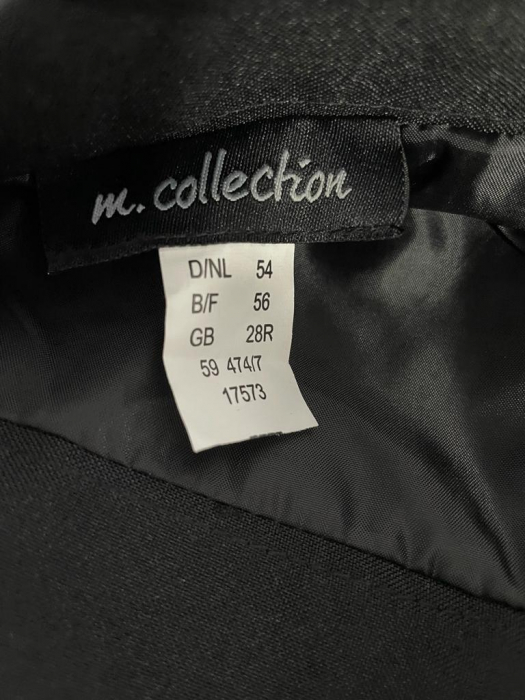 m. collection
D/NL 54
B/F 56
GB 28R
59 474/7
17573